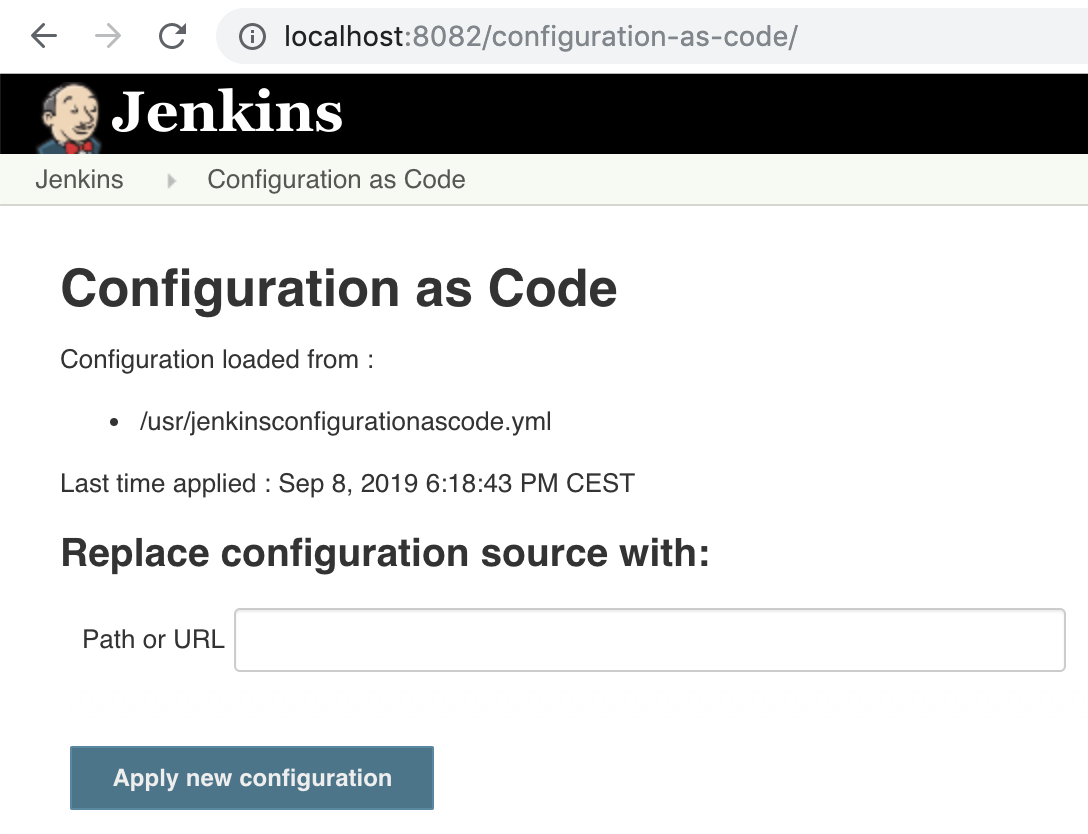 localhost:8082/configuration-as-code/
Jenkins
Jenkins Configuration as Code
Configuration as Code
Configuration loaded from :
• /usr/jenkinsconfigurationascode.yml
Last time applied : Sep 8, 2019 6:18:43 PM CEST
Replace configuration source with:
Path or URL
Apply new configuration